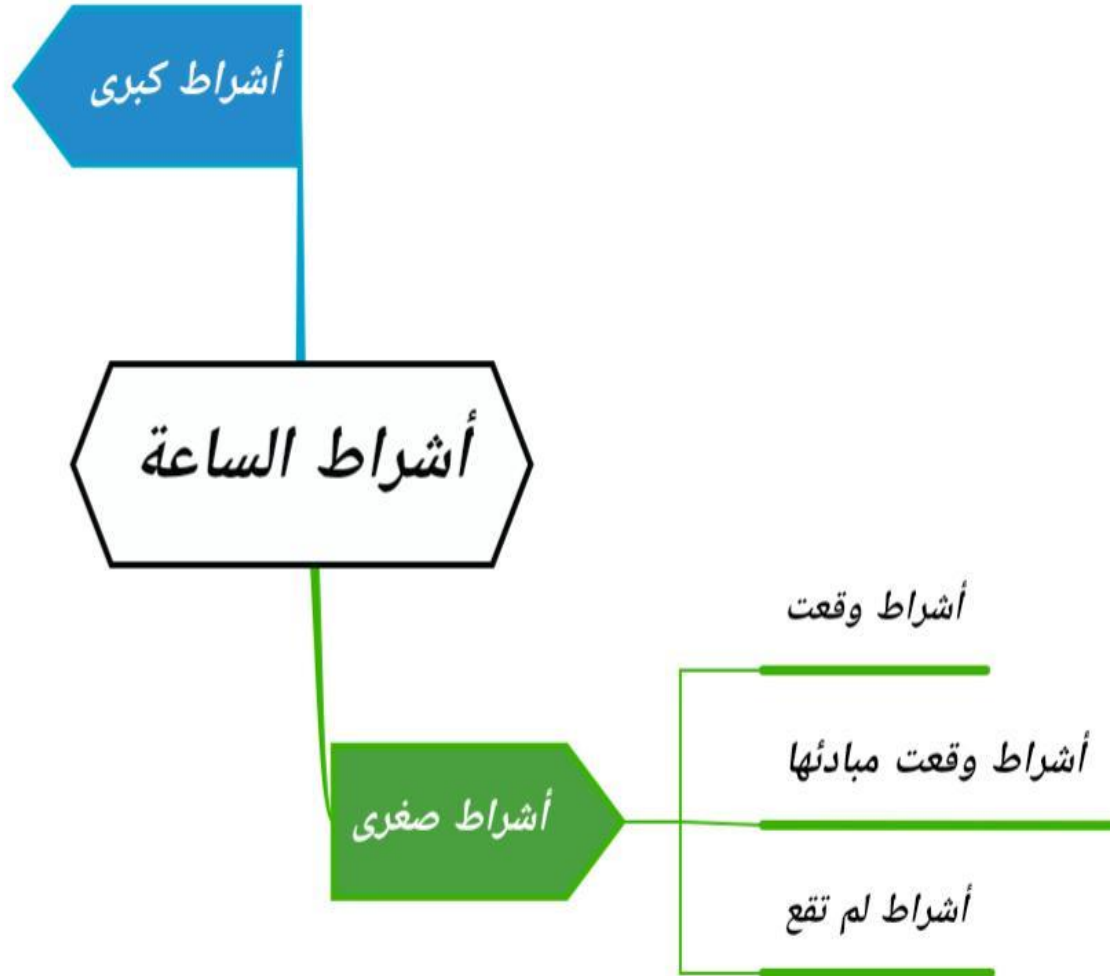 أشراط كبرى
أشراط الساعة
أشراط وقعت
أشراط وقعت مبادئها
أشراط صغرى
أشراط لم تقع